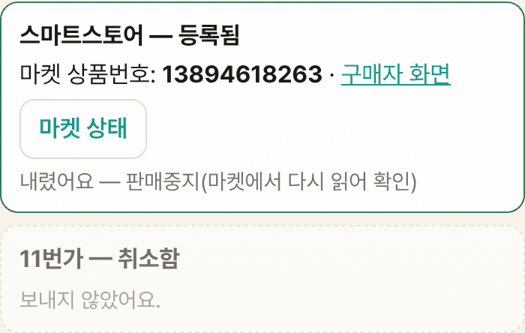 스마트스토어 — 등록됨
마켓 상품번호: 13894618263 · 구매자 화면
마켓 상태
내렸어요 — 판매중지(마켓에서 다시 읽어 확인)
11번가 — 취소함
보내지 않았어요.